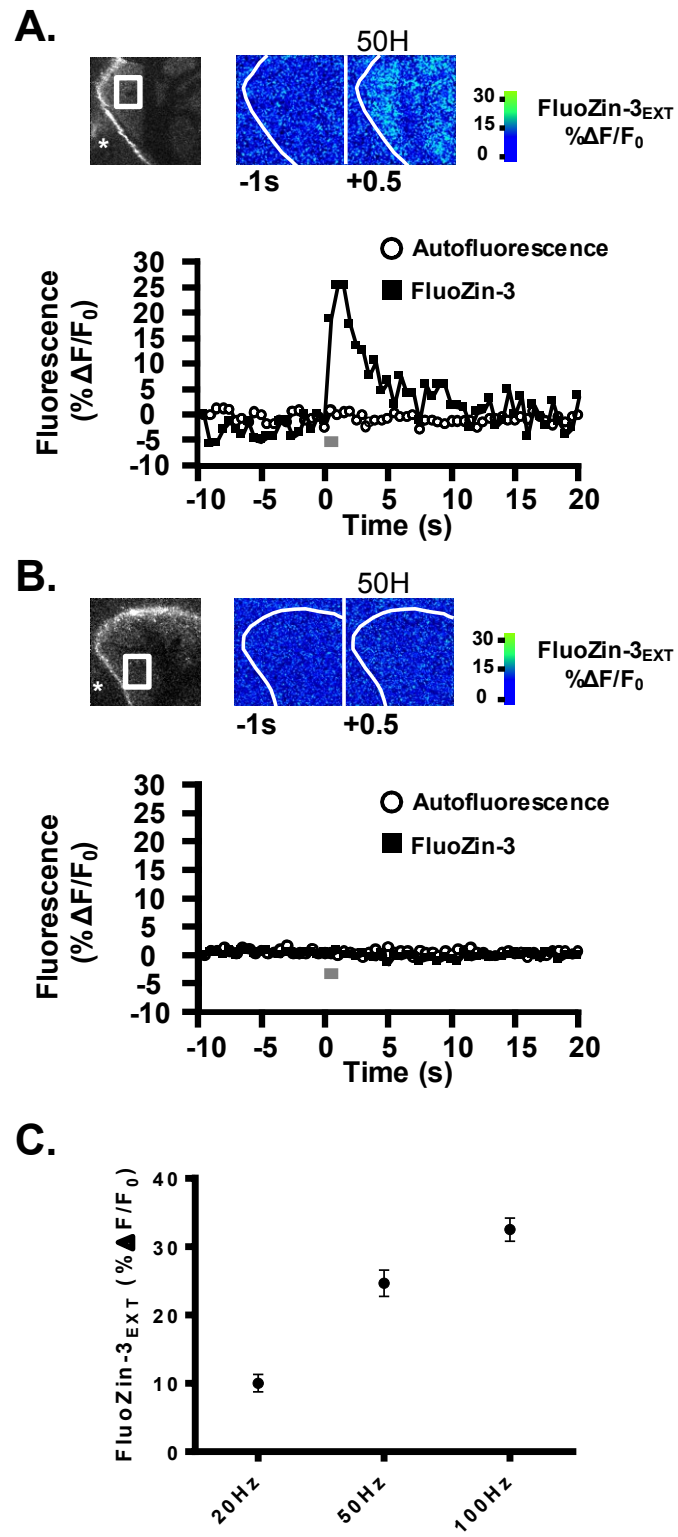 A.
50H
*
-1s +0.5
30
15
0
FluoZin-3EXT
%ΔF/F0
Autofluorescence
FluoZin-3
Fluorescence
(%ΔF/F0)
30
25
20
15
10
5
0
-5
-10
-10 -5 0 5 10 15 20
Time (s)
B.
50H
*
-1s +0.5
30
15
0
FluoZin-3EXT
%ΔF/F0
Autofluorescence
FluoZin-3
Fluorescence
(%ΔF/F0)
30
25
20
15
10
5
0
-5
-10
-10 -5 0 5 10 15 20
Time (s)
C.
FluoZin-3EXT (%ΔF/F0)
40
30
20
10
0
20Hz 50Hz 100Hz